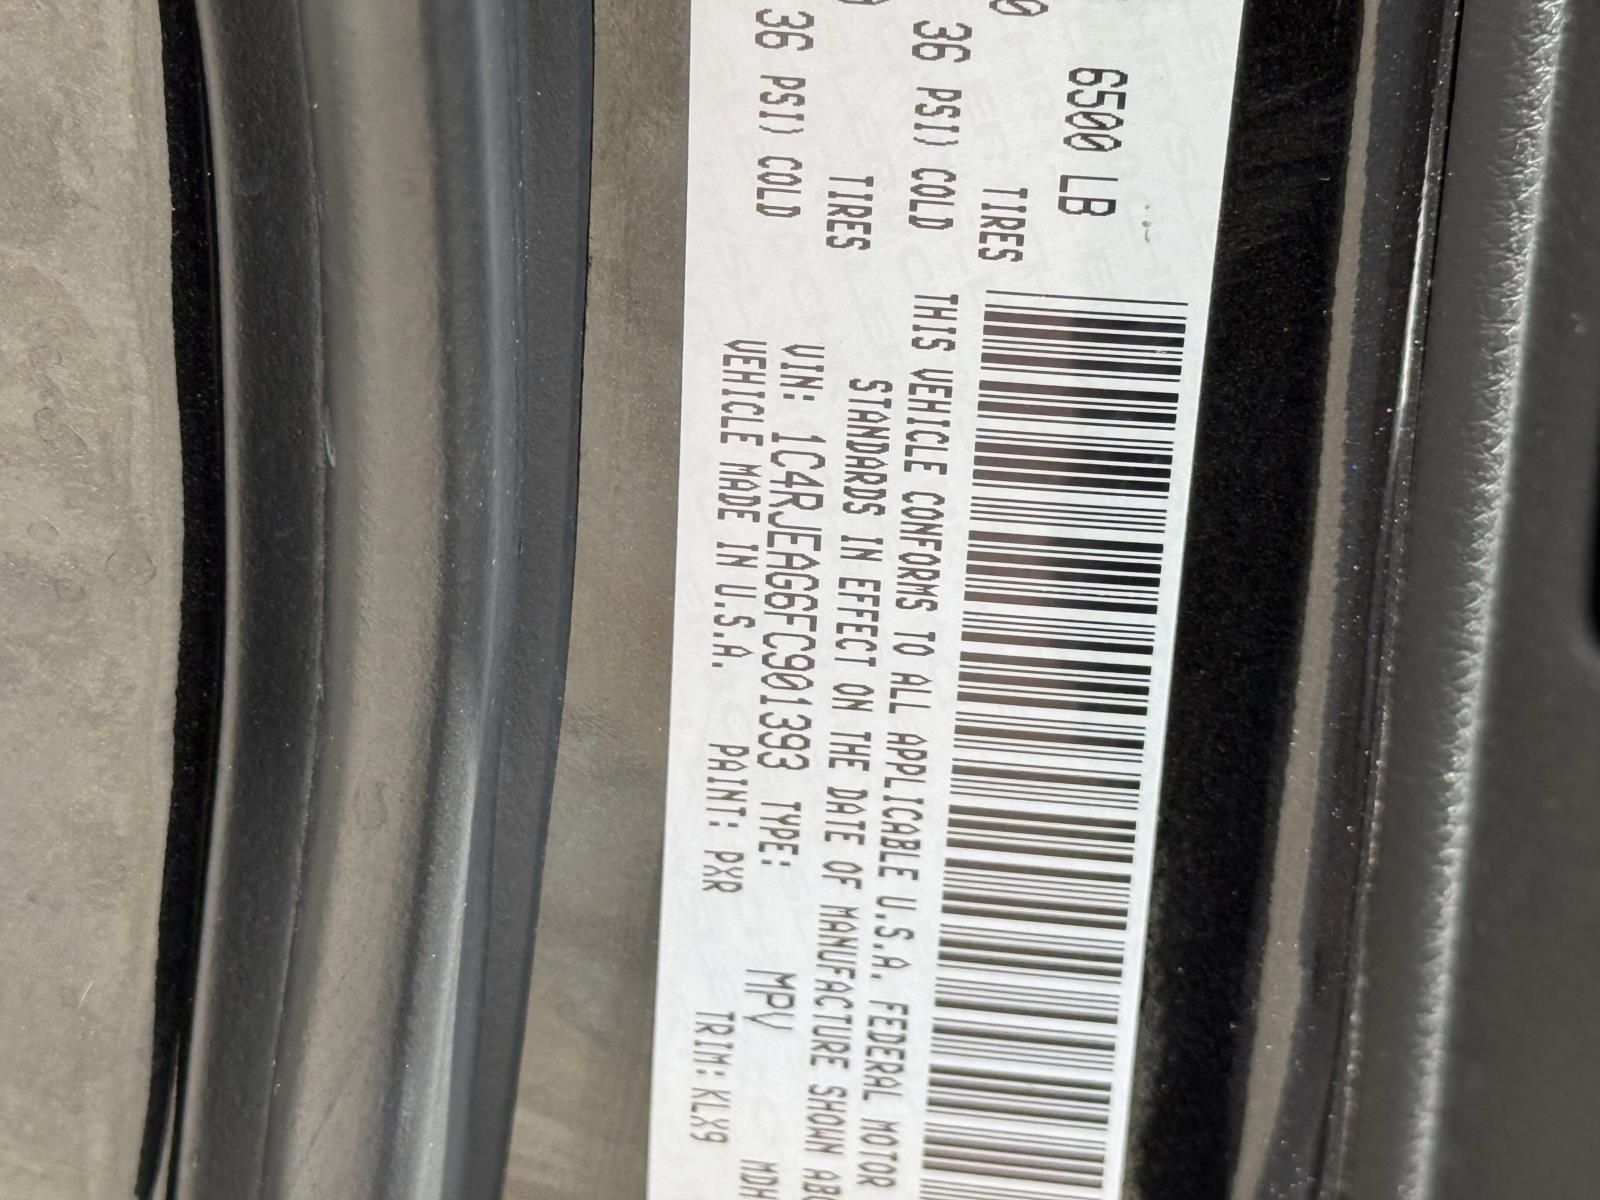 6500 LB
TIRES
36 PSI) COLD
TIRES
36 PSI) COLD
THIS VEHICLE CONFORMS TO ALL APPLICABLE U.S.A. FEDERAL MOTOR
STANDARDS IN EFFECT ON THE DATE OF MANUFACTURE SHOWN
VIN: 1C4RJEAG6FC901393 TYPE: MPV
VEHICLE MADE IN U.S.A. PAINT: PXR TRIM: KLX9